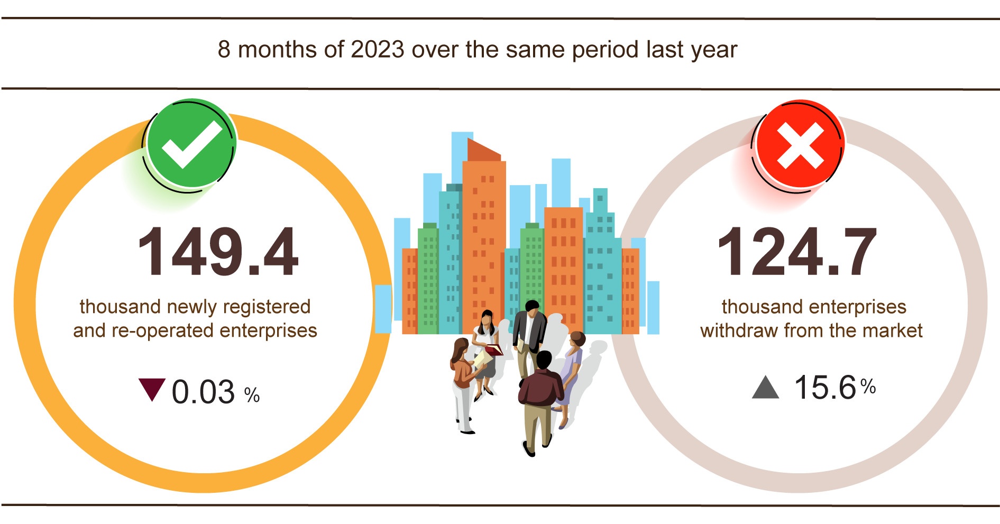 8 months of 2023 over the same period last year
149.4
thousand newly registered
and re-operated enterprises
0.03 %
124.7
thousand enterprises
withdraw from the market
15.6 %